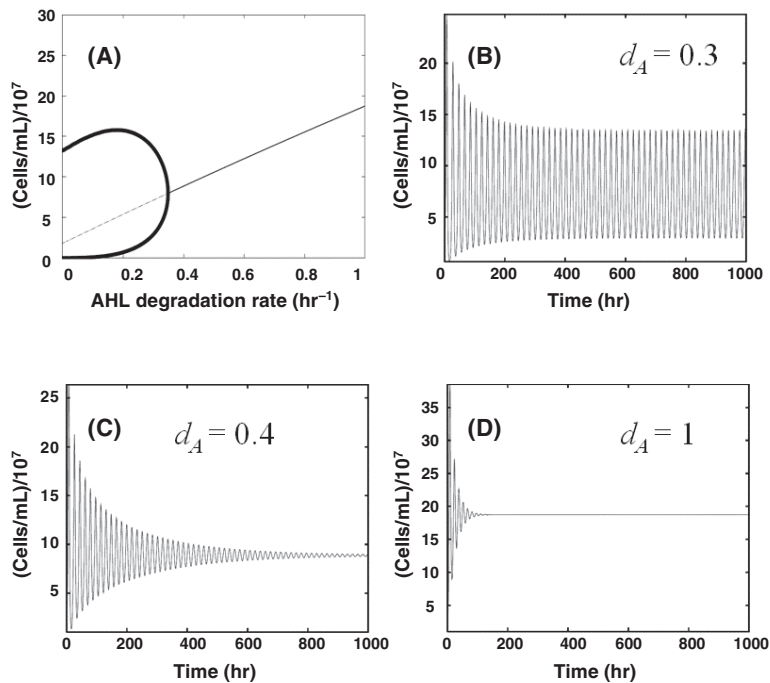 (A)
(Cells/mL)/10⁷
30
25
20
15
10
5
0
0 0.2 0.4 0.6 0.8 1
AHL degradation rate (hr⁻¹)
(B)
d_A = 0.3
(Cells/mL)/10⁷
20
15
10
5
0 200 400 600 800 1000
Time (hr)
(C)
d_A = 0.4
(Cells/mL)/10⁷
25
20
15
10
5
0 200 400 600 800 1000
Time (hr)
(D)
d_A = 1
(Cells/mL)/10⁷
35
30
25
20
15
10
5
0 200 400 600 800 1000
Time (hr)